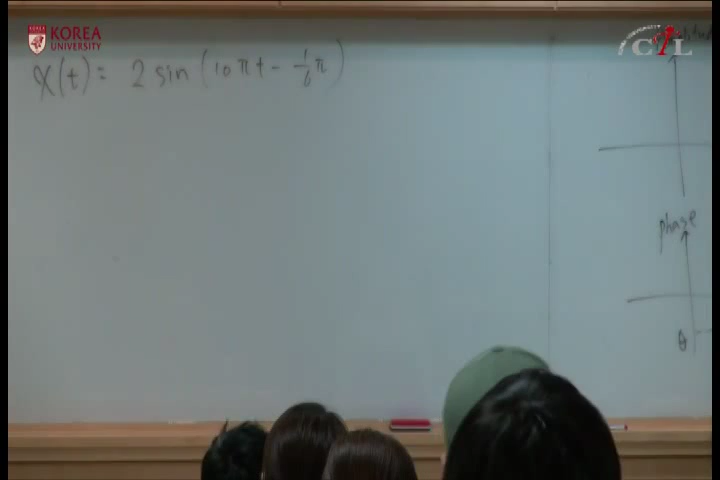 KOREA
UNIVERSITY
x(t) = 2 sin (10πt - 1/6 π)
phase
θ